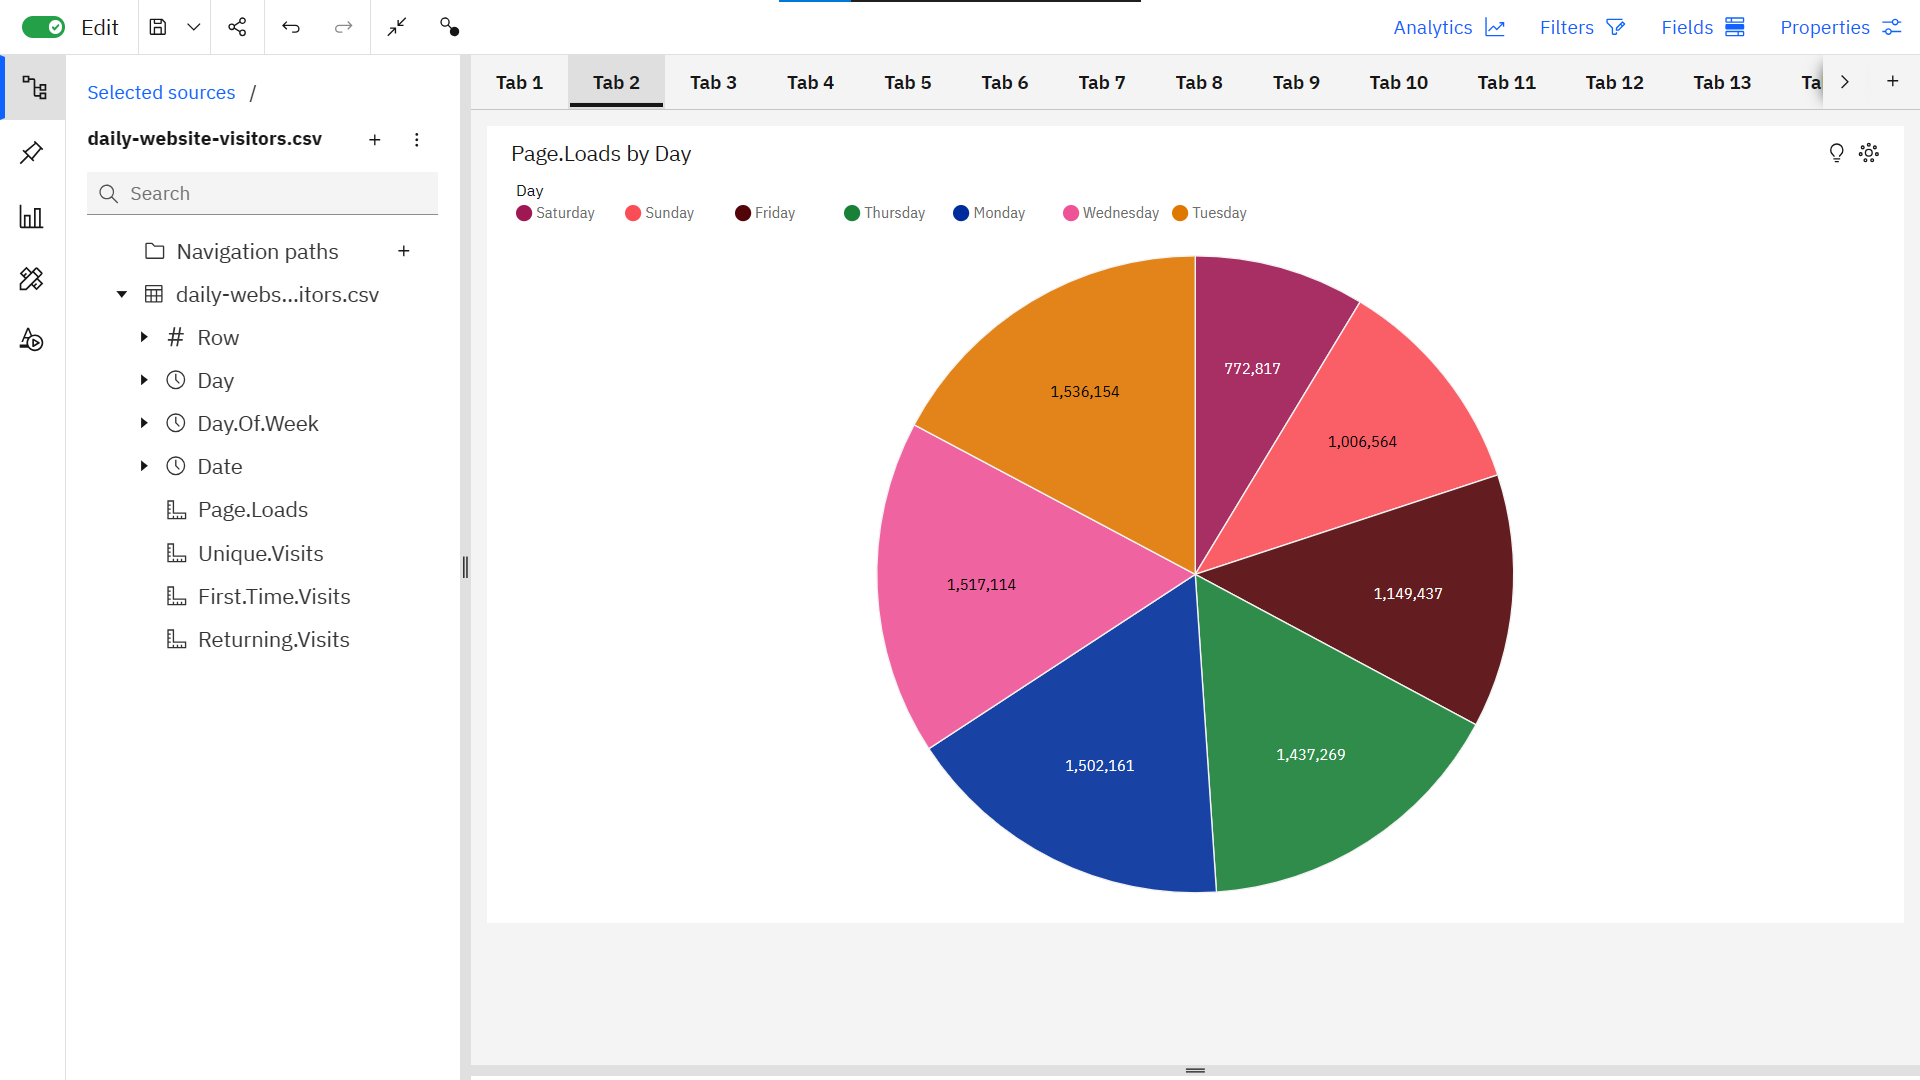 Edit
Analytics
Filters
Fields
Properties
Selected sources /
daily-website-visitors.csv
Search
Navigation paths
daily-webs...itors.csv
Row
Day
Day.Of.Week
Date
Page.Loads
Unique.Visits
First.Time.Visits
Returning.Visits
Tab 1
Tab 2
Tab 3
Tab 4
Tab 5
Tab 6
Tab 7
Tab 8
Tab 9
Tab 10
Tab 11
Tab 12
Tab 13
Ta
Page.Loads by Day
Day
Saturday
Sunday
Friday
Thursday
Monday
Wednesday
Tuesday
772,817
1,536,154
1,006,564
1,517,114
1,149,437
1,437,269
1,502,161